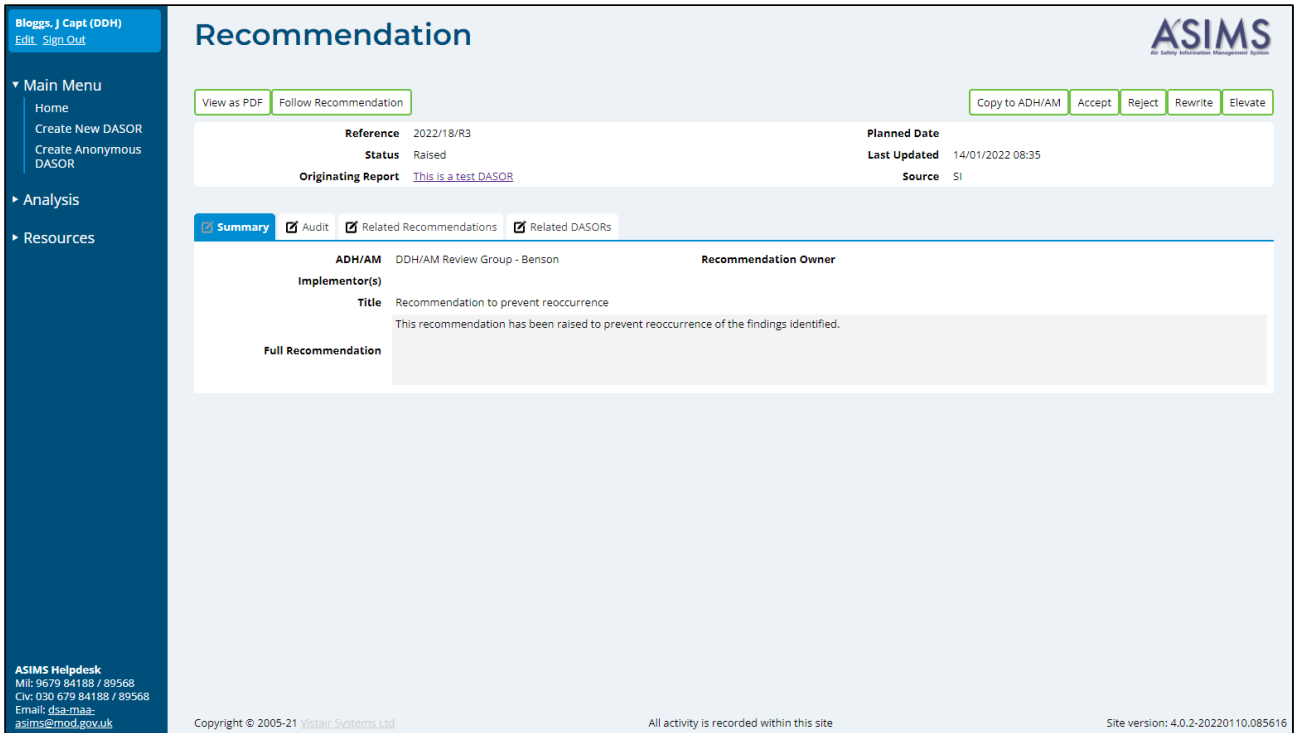 Bloggs, J Capt (DDH)
Edit Sign Out
Main Menu
Home
Create New DASOR
Create Anonymous
DASOR
Analysis
Resources
ASIMS Helpdesk
Mil: 9679 84188 / 89568
Civ: 030 679 84188 / 89568
Email: dsa-maa-
asims@mod.gov.uk
Recommendation
ASIMS
Air Safety Information Management System
View as PDF Follow Recommendation Copy to ADH/AM Accept Reject Rewrite Elevate
Reference 2022/18/R3 Planned Date
Status Raised Last Updated 14/01/2022 08:35
Originating Report This is a test DASOR Source SI
Summary Audit Related Recommendations Related DASORs
ADH/AM DDH/AM Review Group - Benson Recommendation Owner
Implementor(s)
Title Recommendation to prevent reoccurrence
This recommendation has been raised to prevent reoccurrence of the findings identified.
Full Recommendation
Copyright © 2005-21 Vistair Systems Ltd All activity is recorded within this site Site version: 4.0.2-20220110.085616